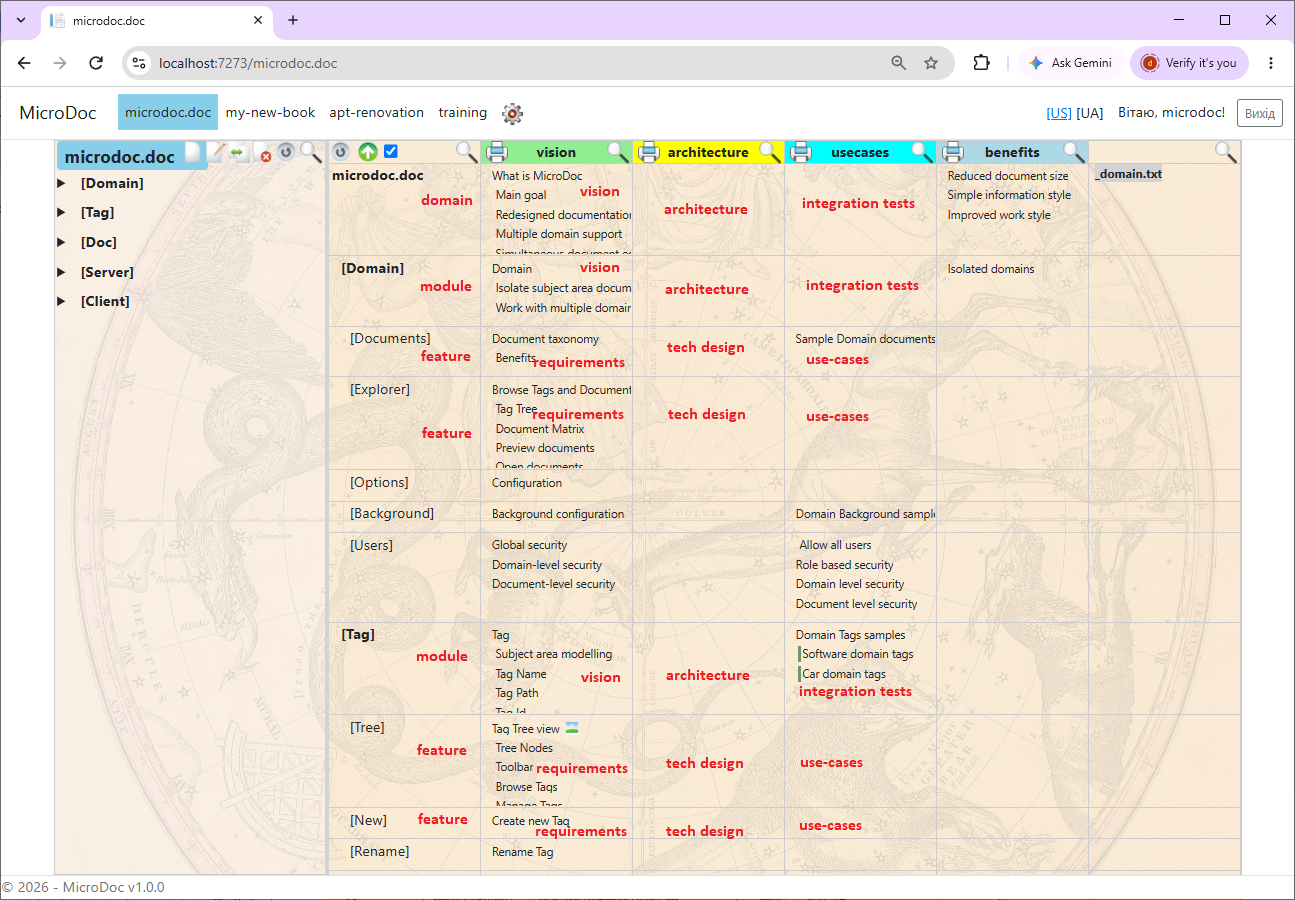 microdoc.doc
localhost:7273/microdoc.doc
Ask Gemini
d
Verify it's you
MicroDoc
microdoc.doc
my-new-book
apt-renovation
training
[US] [UA]
Вітаю, microdoc!
Вихід
microdoc.doc
[Domain]
[Tag]
[Doc]
[Server]
[Client]
vision
architecture
usecases
benefits
microdoc.doc
domain
What is MicroDoc
Main goal
vision
Redesigned documentation
Multiple domain support
architecture
integration tests
Reduced document size
Simple information style
Improved work style
_domain.txt
[Domain]
module
Domain
vision
Isolate subject area docum
Work with multiple domain
architecture
integration tests
Isolated domains
[Documents]
feature
Document taxonomy
Benefits
requirements
tech design
Sample Domain documents
use-cases
[Explorer]
feature
Browse Tags and Document
Tag Tree
requirements
Document Matrix
Preview documents
Open documents
tech design
use-cases
[Options]
Configuration
[Background]
Background configuration
Domain Background sample
[Users]
Global security
Domain-level security
Document-level security
Allow all users
Role based security
Domain level security
Document level security
[Tag]
module
Tag
Subject area modelling
Tag Name
vision
Tag Path
Tag Id
architecture
Domain Tags samples
Software domain tags
Car domain tags
integration tests
[Tree]
feature
Tag Tree view
Tree Nodes
Toolbar
requirements
Browse Tags
Manage Tags
tech design
use-cases
[New]
feature
Create new Tag
requirements
tech design
use-cases
[Rename]
Rename Tag
© 2026 - MicroDoc v1.0.0